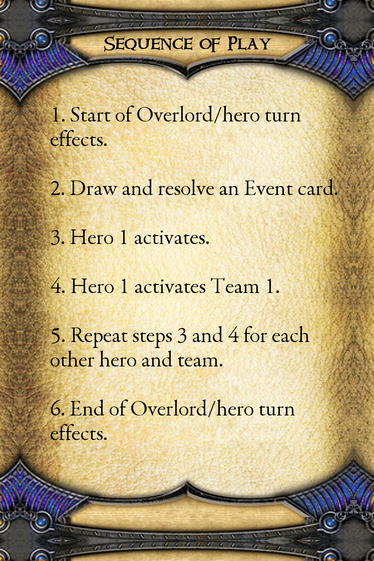 Sequence of Play
1. Start of Overlord/hero turn
effects.
2. Draw and resolve an Event card.
3. Hero 1 activates.
4. Hero 1 activates Team 1.
5. Repeat steps 3 and 4 for each
other hero and team.
6. End of Overlord/hero turn
effects.